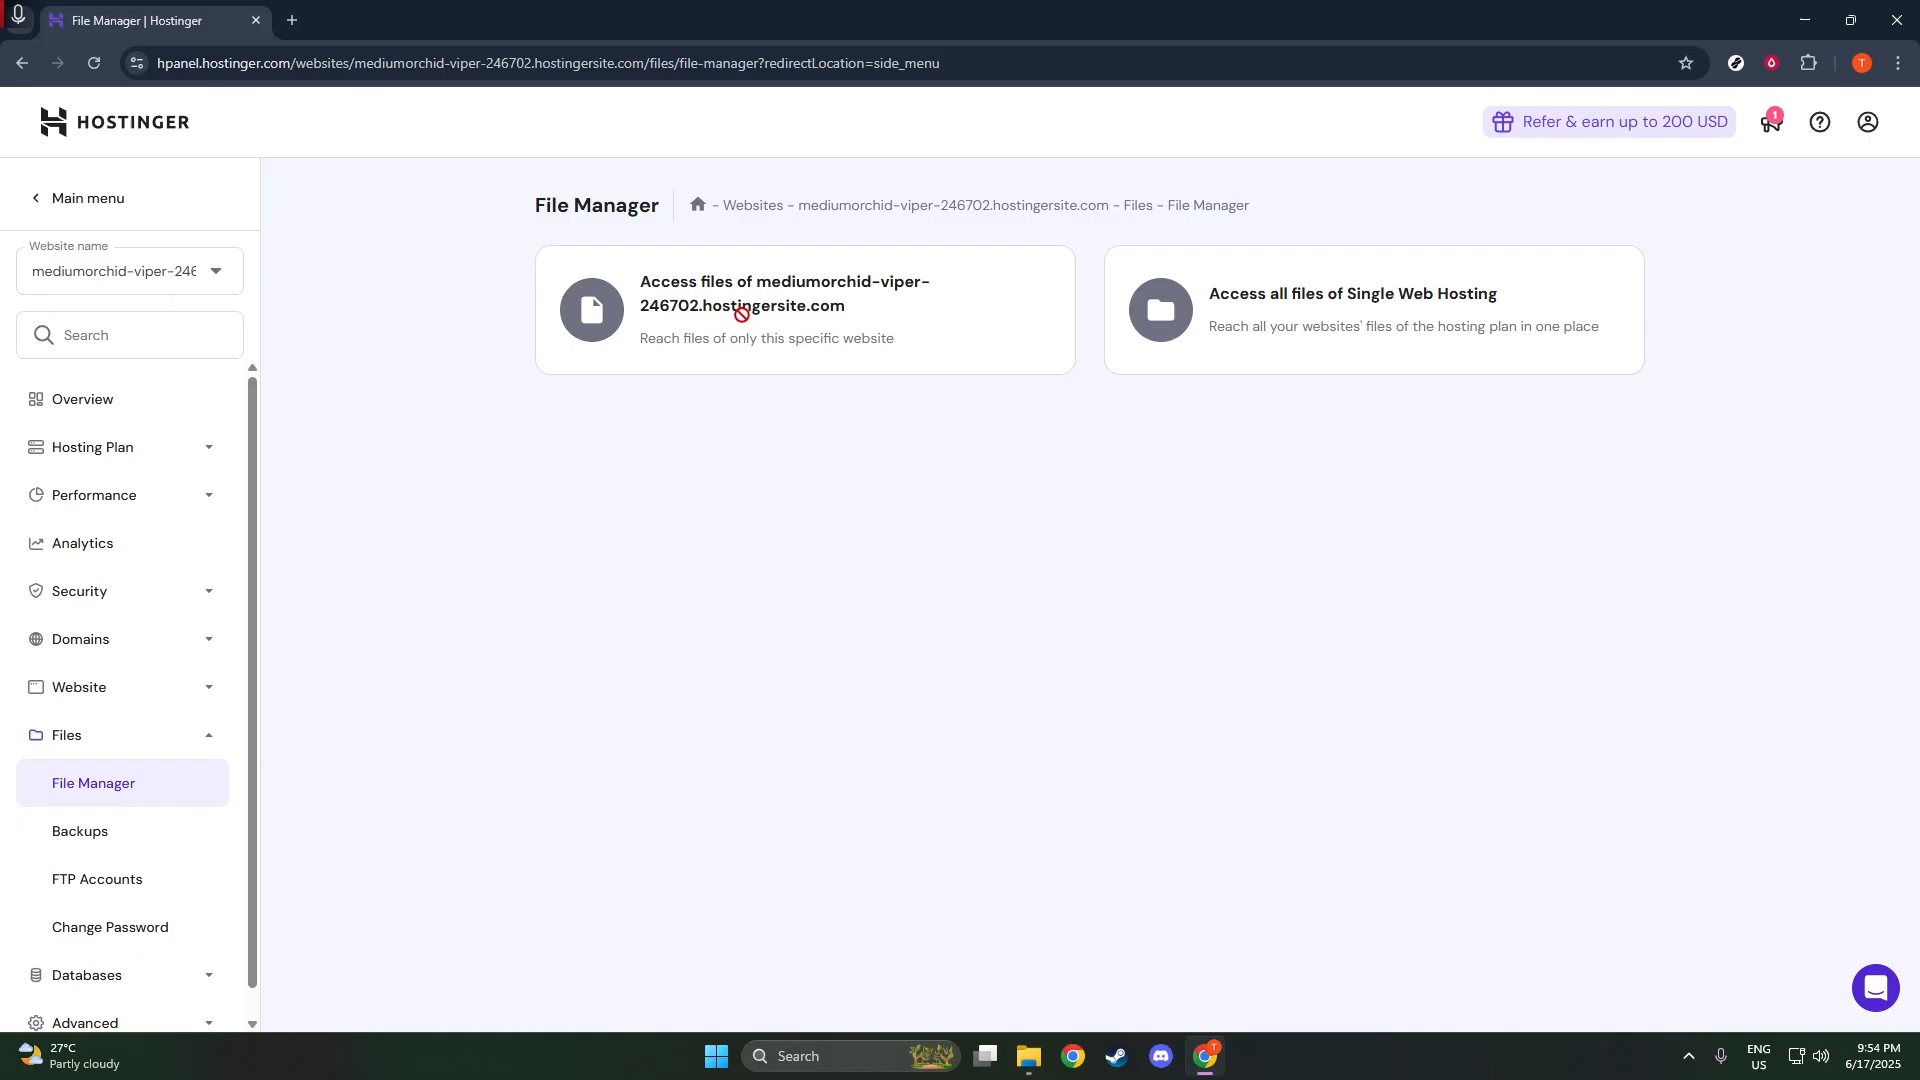 File Manager | Hostinger
hpanel.hostinger.com/websites/mediumorchid-viper-246702.hostingersite.com/files/file-manager?redirectLocation=side_menu
T
HOSTINGER
Refer & earn up to 200 USD
1
Main menu
Website name
mediumorchid-viper-246
Search
Overview
Hosting Plan
Performance
Analytics
Security
Domains
Website
Files
File Manager
Backups
FTP Accounts
Change Password
Databases
Advanced
File Manager
- Websites - mediumorchid-viper-246702.hostingersite.com - Files - File Manager
Access files of mediumorchid-viper-
246702.hostingersite.com
Reach files of only this specific website
Access all files of Single Web Hosting
Reach all your websites' files of the hosting plan in one place
27°C
Partly cloudy
Search
T
ENG
US
9:54 PM
6/17/2025